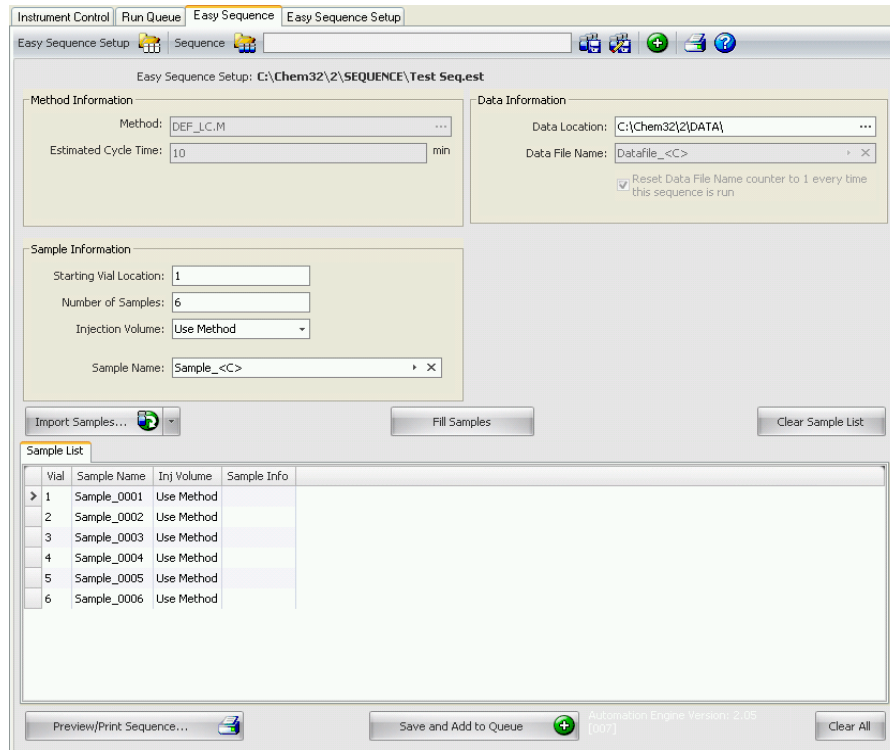 Instrument Control Run Queue Easy Sequence Easy Sequence Setup
Easy Sequence Setup Sequence
Easy Sequence Setup: C:\Chem32\2\SEQUENCE\Test Seq.est
Method Information
Method: DEF_LC.M ...
Estimated Cycle Time: 10 min
Data Information
Data Location: C:\Chem32\2\DATA\ ...
Data File Name: Datafile_<C>
Reset Data File Name counter to 1 every time
this sequence is run
Sample Information
Starting Vial Location: 1
Number of Samples: 6
Injection Volume: Use Method
Sample Name: Sample_<C>
Import Samples... Fill Samples Clear Sample List
Sample List
Vial Sample Name Inj Volume Sample Info
1 Sample_0001 Use Method
2 Sample_0002 Use Method
3 Sample_0003 Use Method
4 Sample_0004 Use Method
5 Sample_0005 Use Method
6 Sample_0006 Use Method
Preview/Print Sequence... Save and Add to Queue Automation Engine Version: 2.05
[007] Clear All